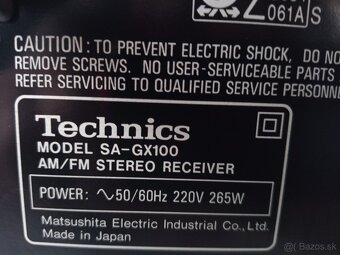 061A/S
CAUTION: TO PREVENT ELECTRIC SHOCK, DO NO
REMOVE SCREWS. NO USER-SERVICEABLE PARTS
REFER SERVICING TO QUALIFIED SERVICE PERSONNE
Technics
MODEL SA-GX100
AM/FM STEREO RECEIVER
POWER: ∿50/60Hz 220V 265W
Matsushita Electric Industrial Co., Ltd.
Made in Japan
Bazos.sk